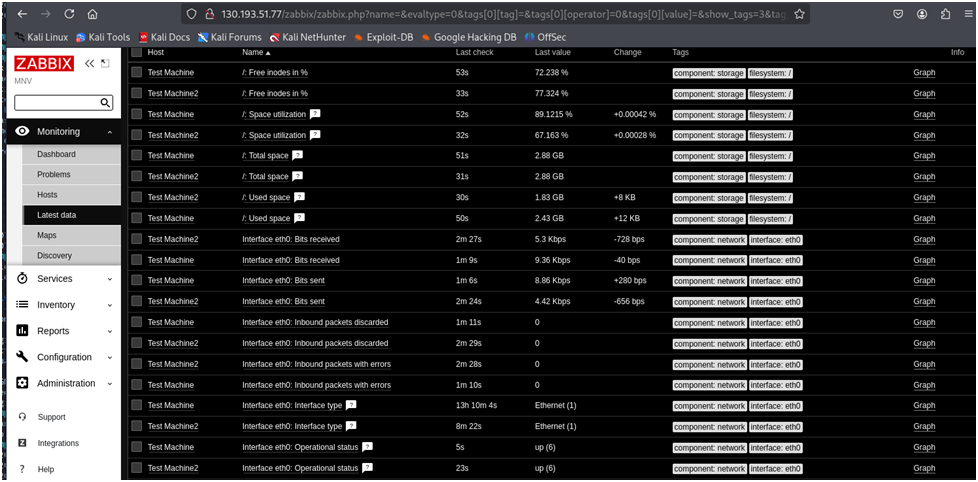 130.193.51.77/zabbix/zabbix.php?name=&evaltype=0&tags[0][tag]=&tags[0][operator]=0&tags[0][value]=&show_tags=3&tag
Kali Linux Kali Tools Kali Docs Kali Forums Kali NetHunter Exploit-DB Google Hacking DB OffSec
ZABBIX
MNV
Monitoring
Dashboard
Problems
Hosts
Latest data
Maps
Discovery
Services
Inventory
Reports
Configuration
Administration
Support
Z Integrations
? Help
Host Name Last check Last value Change Tags Info
Test Machine /: Free inodes in % 53s 72.238 % component: storage filesystem: / Graph
Test Machine2 /: Free inodes in % 33s 77.324 % component: storage filesystem: / Graph
Test Machine /: Space utilization ? 52s 89.1215 % +0.00042 % component: storage filesystem: / Graph
Test Machine2 /: Space utilization ? 32s 67.163 % +0.00028 % component: storage filesystem: / Graph
Test Machine /: Total space ? 51s 2.88 GB component: storage filesystem: / Graph
Test Machine2 /: Total space ? 31s 2.88 GB component: storage filesystem: / Graph
Test Machine2 /: Used space ? 30s 1.83 GB +8 KB component: storage filesystem: / Graph
Test Machine /: Used space ? 50s 2.43 GB +12 KB component: storage filesystem: / Graph
Test Machine2 Interface eth0: Bits received 2m 27s 5.3 Kbps -728 bps component: network interface: eth0 Graph
Test Machine Interface eth0: Bits received 1m 9s 9.36 Kbps -40 bps component: network interface: eth0 Graph
Test Machine Interface eth0: Bits sent 1m 6s 8.86 Kbps +280 bps component: network interface: eth0 Graph
Test Machine2 Interface eth0: Bits sent 2m 24s 4.42 Kbps -656 bps component: network interface: eth0 Graph
Test Machine Interface eth0: Inbound packets discarded 1m 11s 0 component: network interface: eth0 Graph
Test Machine2 Interface eth0: Inbound packets discarded 2m 29s 0 component: network interface: eth0 Graph
Test Machine2 Interface eth0: Inbound packets with errors 2m 28s 0 component: network interface: eth0 Graph
Test Machine Interface eth0: Inbound packets with errors 1m 10s 0 component: network interface: eth0 Graph
Test Machine Interface eth0: Interface type ? 13h 10m 4s Ethernet (1) component: network interface: eth0 Graph
Test Machine2 Interface eth0: Interface type ? 8m 22s Ethernet (1) component: network interface: eth0 Graph
Test Machine Interface eth0: Operational status ? 5s up (6) component: network interface: eth0 Graph
Test Machine2 Interface eth0: Operational status ? 23s up (6) component: network interface: eth0 Graph